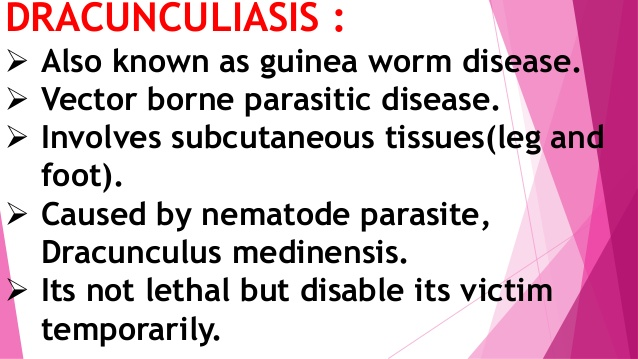 DRACUNCULIASIS :
➢ Also known as guinea worm disease.
➢ Vector borne parasitic disease.
➢ Involves subcutaneous tissues(leg and
foot).
➢ Caused by nematode parasite,
Dracunculus medinensis.
➢ Its not lethal but disable its victim
temporarily.